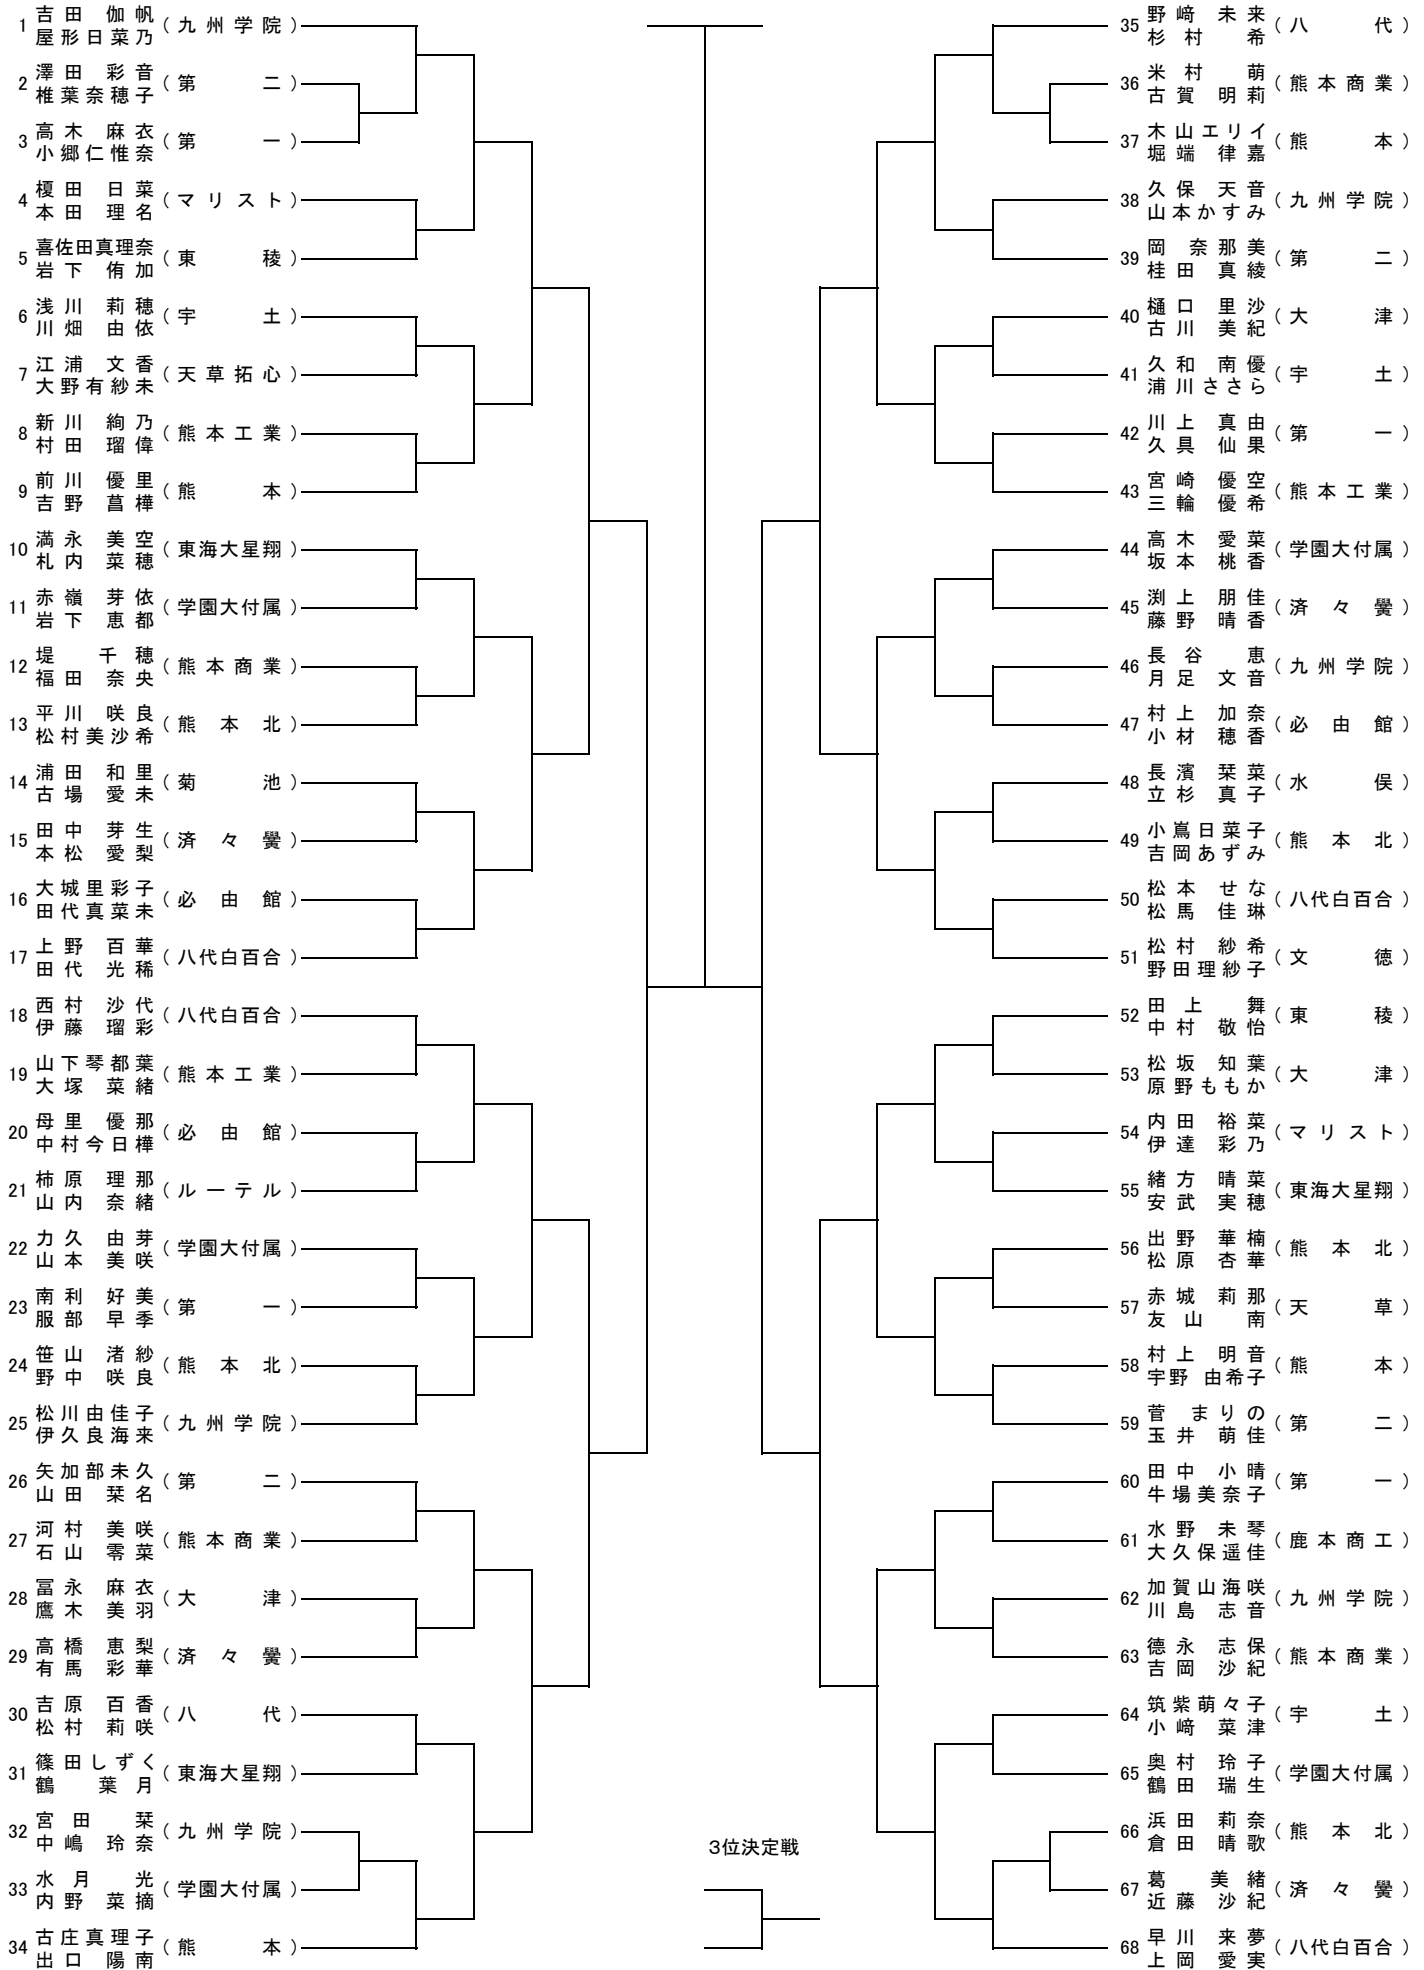 1 吉田 伽帆 屋形日菜乃 (九州学院)
2 澤田 彩音 椎葉奈穂子 (第二)
3 高木 麻衣 小郷仁惟奈 (第一)
4 榎田 日菜 本田 理名 (マリスト)
5 喜佐田真理奈 岩下 侑加 (東稜)
6 浅川 莉穂 川畑 由依 (宇土)
7 江浦 文香 大野有紗未 (天草拓心)
8 新川 絢乃 村田 瑠偉 (熊本工業)
9 前川 優里 吉野 菖樺 (熊本)
10 満永 美空 札内 菜穂 (東海大星翔)
11 赤嶺 芽依 岩下 恵都 (学園大付属)
12 堤 千穂 福田 奈央 (熊本商業)
13 平川 咲良 松村美沙希 (熊本北)
14 浦田 和里 古場 愛未 (菊池)
15 田中 芽生 本松 愛梨 (済々黌)
16 大城里彩子 田代真菜未 (必由館)
17 上野 百華 田代 光稀 (八代白百合)
18 西村 沙代 伊藤 瑠彩 (八代白百合)
19 山下琴都葉 大塚 菜緒 (熊本工業)
20 母里 優那 中村今日樺 (必由館)
21 柿原 理那 山内 奈緒 (ルーテル)
22 力久 由芽 山本 美咲 (学園大付属)
23 南利 好美 服部 早季 (第一)
24 笹山 渚紗 野中 咲良 (熊本北)
25 松川由佳子 伊久良海来 (九州学院)
26 矢加部未久 山田 栞名 (第二)
27 河村 美咲 石山 零菜 (熊本商業)
28 冨永 麻衣 鷹木 美羽 (大津)
29 高橋 恵梨 有馬 彩華 (済々黌)
30 吉原 百香 松村 莉咲 (八代)
31 篠田しずく 鶴 葉月 (東海大星翔)
32 宮田 栞 中嶋 玲奈 (九州学院)
33 水月 光 内野 菜摘 (学園大付属)
34 古庄真理子 出口 陽南 (熊本)
3位決定戦
35 野﨑 未来 杉村 希 (八代)
36 米村 萌 古賀 明莉 (熊本商業)
37 木山エリイ 堀端 律嘉 (熊本)
38 久保 天音 山本かすみ (九州学院)
39 岡 奈那美 桂田 真綾 (第二)
40 樋口 里沙 古川 美紀 (大津)
41 久和 南優 浦川ささら (宇土)
42 川上 真由 久具 仙果 (第一)
43 宮崎 優空 三輪 優希 (熊本工業)
44 高木 愛菜 坂本 桃香 (学園大付属)
45 渕上 朋佳 藤野 晴香 (済々黌)
46 長谷 恵 月足 文音 (九州学院)
47 村上 加奈 小材 穂香 (必由館)
48 長濱 栞菜 立杉 真子 (水俣)
49 小嶌日菜子 吉岡あずみ (熊本北)
50 松本 せな 松馬 佳琳 (八代白百合)
51 松村 紗希 野田理紗子 (文徳)
52 田上 舞 中村 敬怡 (東稜)
53 松坂 知葉 原野ももか (大津)
54 内田 裕菜 伊達 彩乃 (マリスト)
55 緒方 晴菜 安武 実穂 (東海大星翔)
56 出野 華楠 松原 杏華 (熊本北)
57 赤城 莉那 友山 南 (天草)
58 村上 明音 宇野 由希子 (熊本)
59 菅 まりの 玉井 萌佳 (第二)
60 田中 小晴 牛場美奈子 (第一)
61 水野 未琴 大久保遥佳 (鹿本商工)
62 加賀山海咲 川島 志音 (九州学院)
63 德永 志保 吉岡 沙紀 (熊本商業)
64 筑紫萌々子 小﨑 菜津 (宇土)
65 奥村 玲子 鶴田 瑞生 (学園大付属)
66 浜田 莉奈 倉田 晴歌 (熊本北)
67 葛 美緒 近藤 沙紀 (済々黌)
68 早川 来夢 上岡 愛実 (八代白百合)